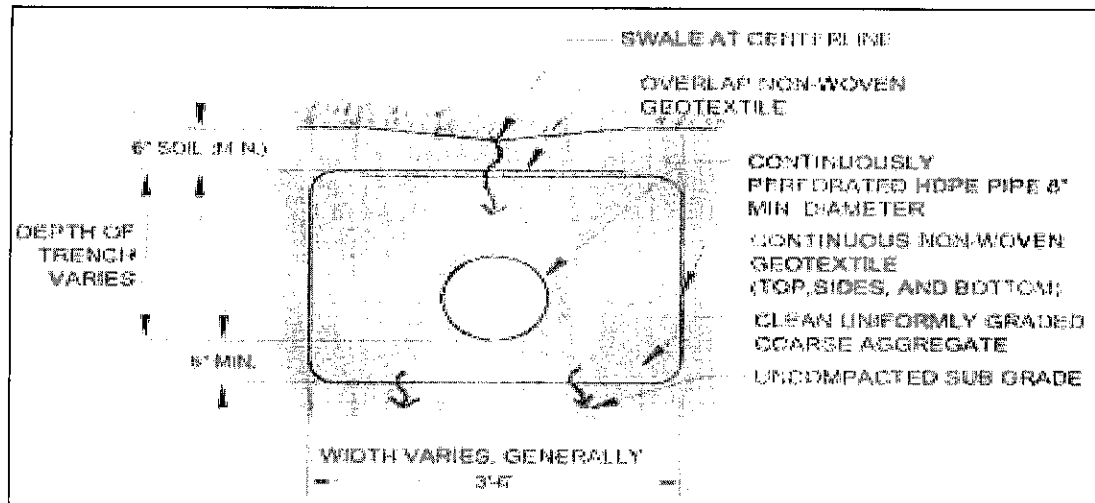 SWALE AT CENTERLINE
OVERLAP NON-WOVEN
GEOTEXTILE
6" SOIL (MIN.)
CONTINUOUSLY
PERFORATED HDPE PIPE 8"
MIN. DIAMETER
DEPTH OF
TRENCH
VARIES
CONTINUOUS NON-WOVEN
GEOTEXTILE
(TOP, SIDES, AND BOTTOM)
CLEAN UNIFORMLY GRADED
COARSE AGGREGATE
6" MIN.
UNCOMPACTED SUB GRADE
WIDTH VARIES, GENERALLY